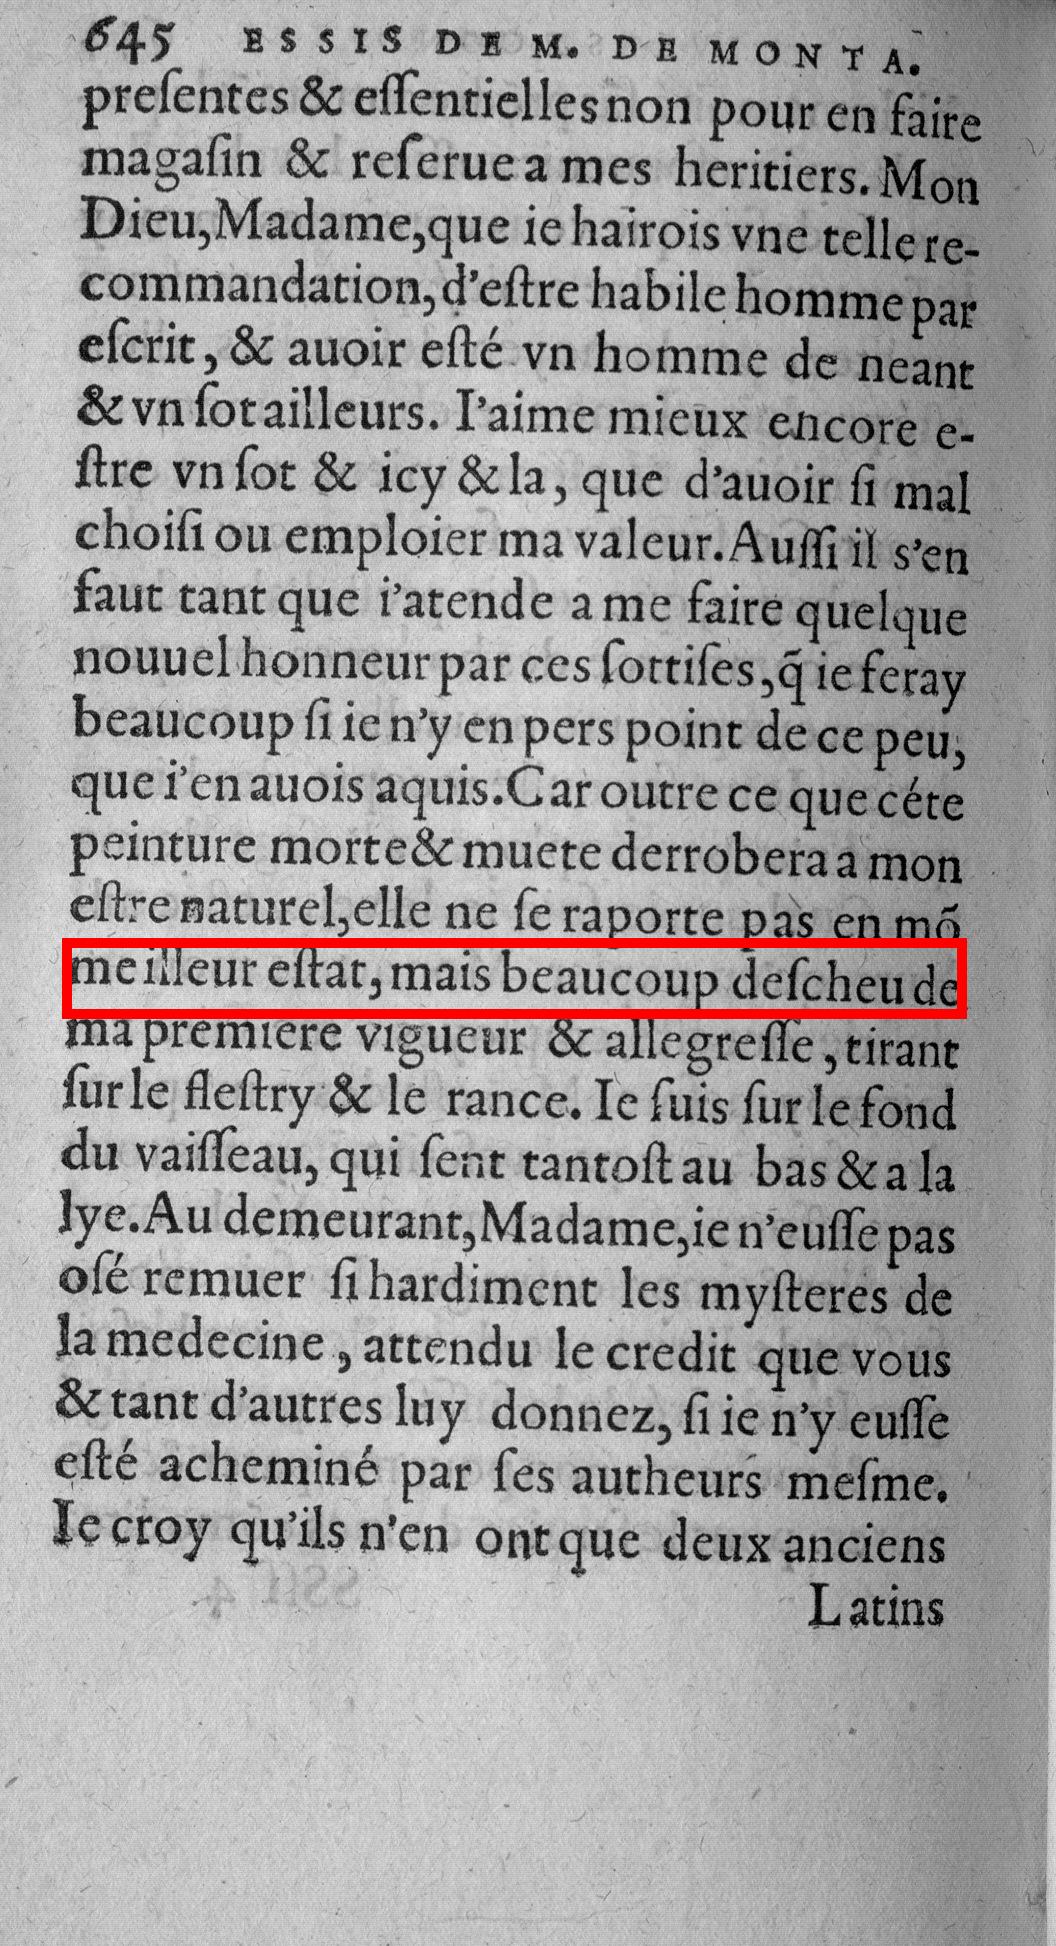 645 ESSIS DE M. DE MONTA.
preſentes & eſſentielles non pour en faire
magaſin & reſerue a mes heritiers. Mon
Dieu, Madame, que ie hairois vne telle re-
commandation, d'eſtre habile homme par
eſcrit, & auoir eſté vn homme de neant
& vn ſot ailleurs. I'aime mieux encore e-
ſtre vn ſot & icy & la, que d'auoir ſi mal
choiſi ou emploier ma valeur. Auſſi il s'en
faut tant que i'atende a me faire quelque
nouuel honneur par ces ſottiſes, q̃ ie feray
beaucoup ſi ie n'y en pers point de ce peu,
que i'en auois aquis. Car outre ce que céte
peinture morte & muete derrobera a mon
eſtre naturel, elle ne ſe raporte pas en mõ
meilleur eſtat, mais beaucoup deſcheu de
ma premiere vigueur & allegreſſe, tirant
ſur le fleſtry & le rance. Ie ſuis ſur le fond
du vaiſſeau, qui ſent tantoſt au bas & a la
lye. Au demeurant, Madame, ie n'euſſe pas
oſé remuer ſi hardiment les myſteres de
la medecine, attendu le credit que vous
& tant d'autres luy donnez, ſi ie n'y euſſe
eſté acheminé par ſes autheurs meſme.
Ie croy qu'ils n'en ont que deux anciens
Latins